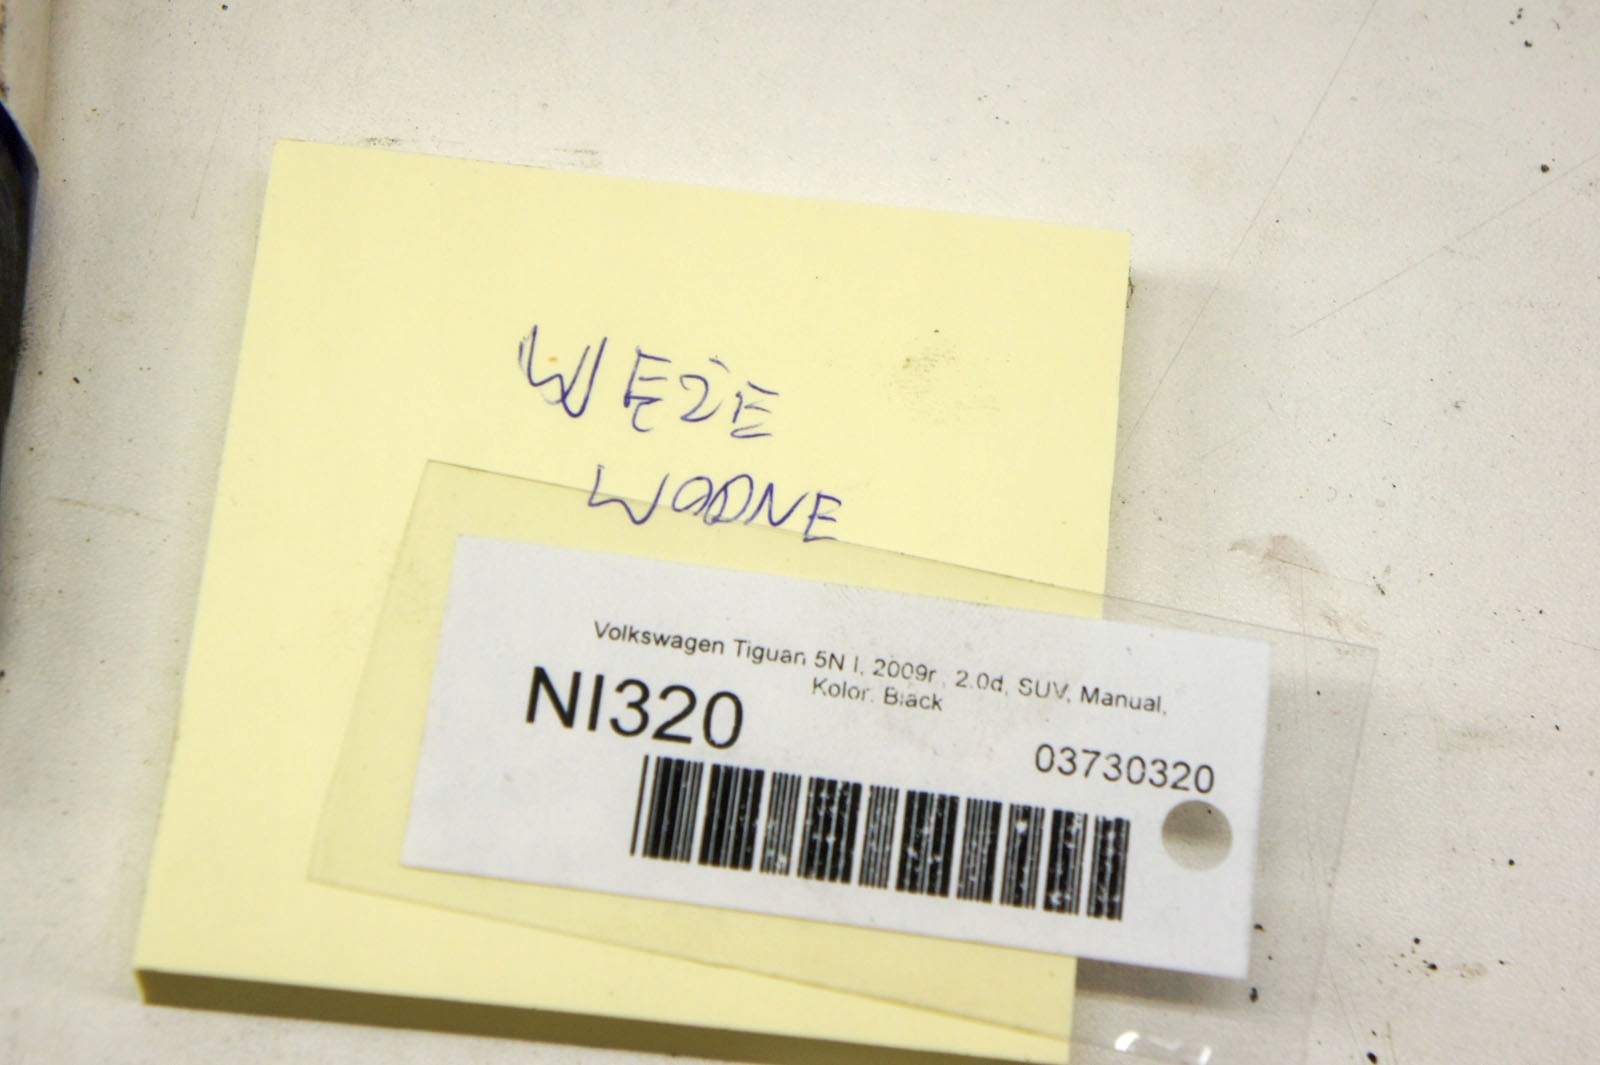 WĘŻE
WODNE
Volkswagen Tiguan 5N I, 2009r., 2.0d, SUV, Manual,
Kolor: Black
NI320
03730320